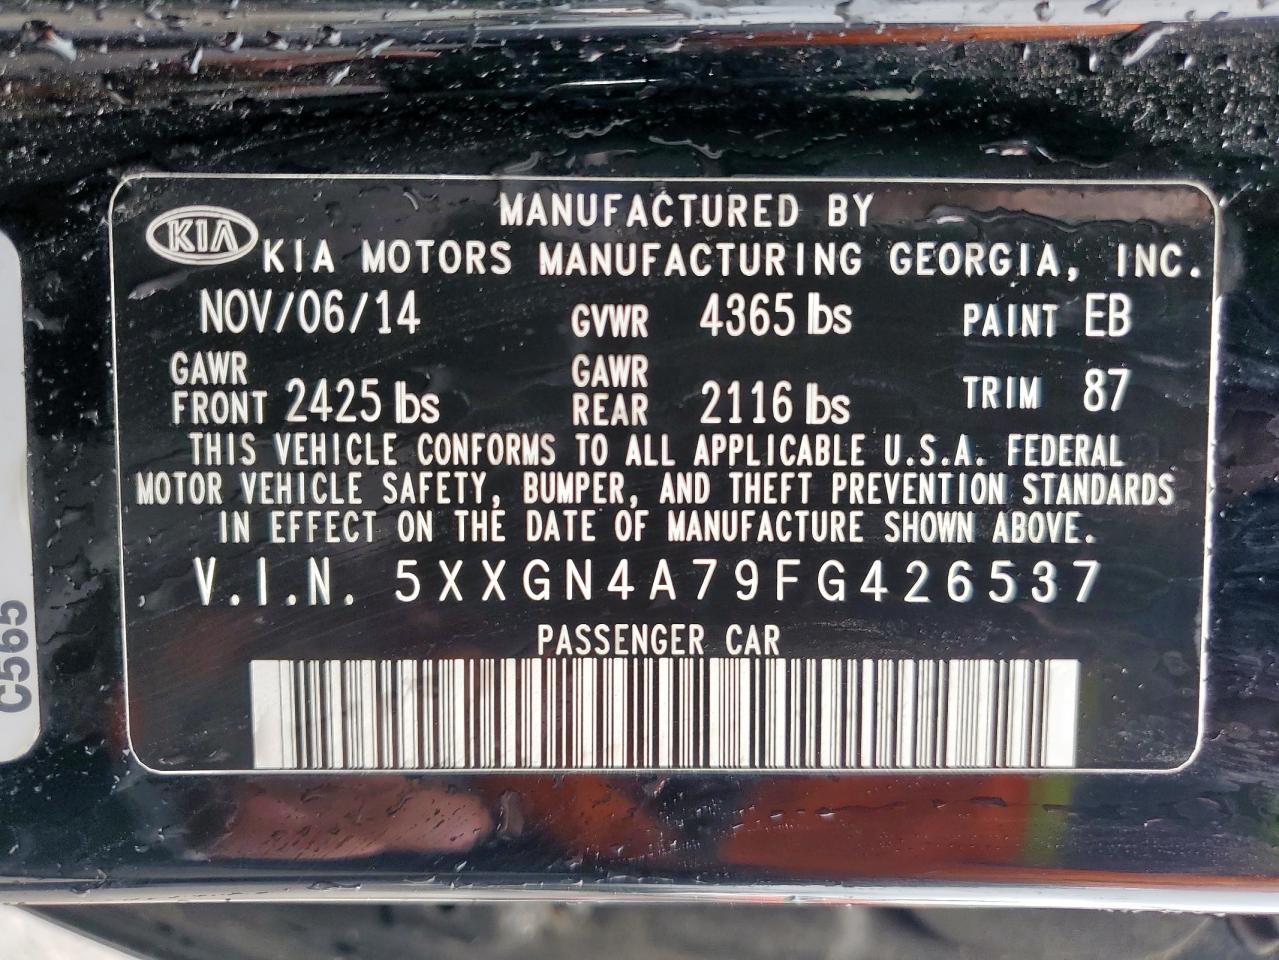 MANUFACTURED BY
KIA KIA MOTORS MANUFACTURING GEORGIA, INC.
NOV/06/14 GVWR 4365 lbs PAINT EB
GAWR FRONT 2425 lbs GAWR REAR 2116 lbs TRIM 87
THIS VEHICLE CONFORMS TO ALL APPLICABLE U.S.A. FEDERAL
MOTOR VEHICLE SAFETY, BUMPER, AND THEFT PREVENTION STANDARDS
IN EFFECT ON THE DATE OF MANUFACTURE SHOWN ABOVE.
V.I.N. 5XXGN4A79FG426537
PASSENGER CAR
C565